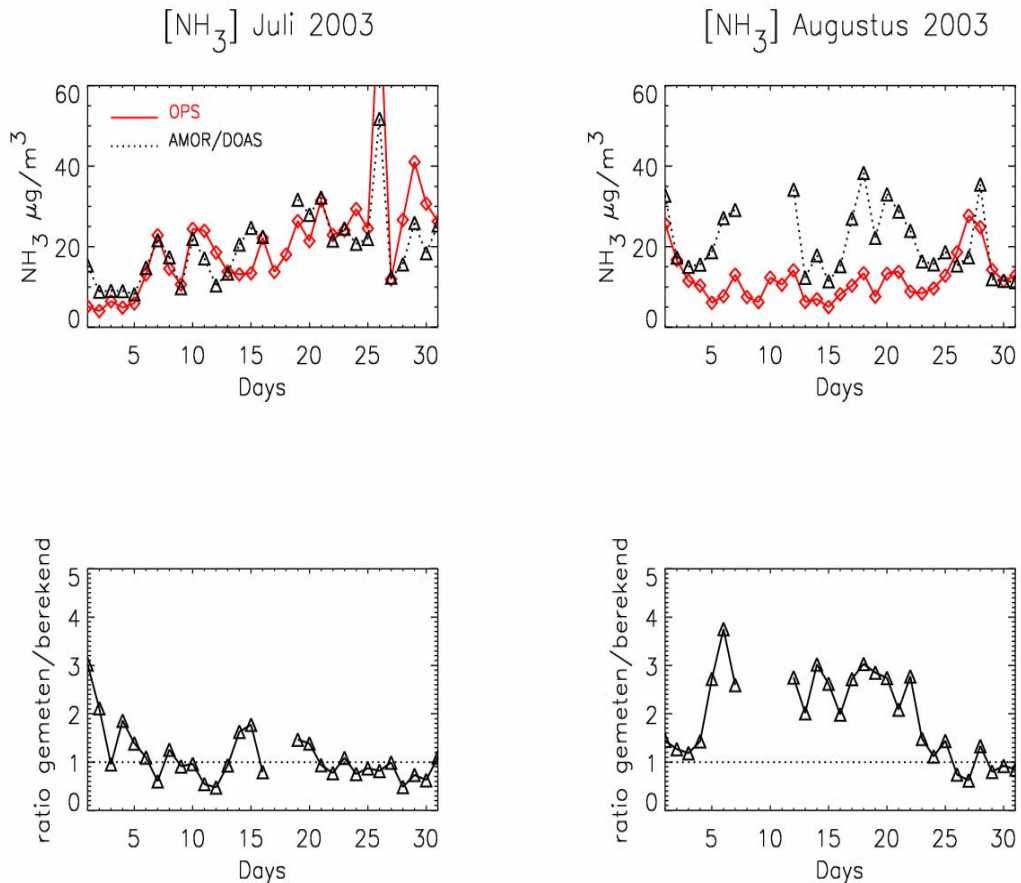 [NH₃] Juli 2003
[NH₃] Augustus 2003
NH₃ μg/m³
60
40
20
0
OPS
AMOR/DOAS
5 10 15 20 25 30
Days
NH₃ μg/m³
60
40
20
0
5 10 15 20 25 30
Days
ratio gemeten/berekend
5
4
3
2
1
0
5 10 15 20 25 30
Days
ratio gemeten/berekend
5
4
3
2
1
0
5 10 15 20 25 30
Days